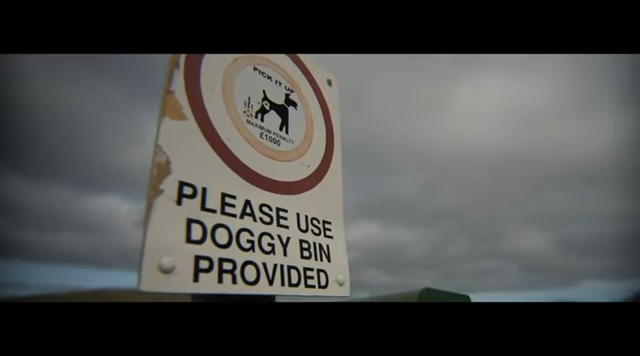 PICK IT UP
MAXIMUM PENALTY
£1000
PLEASE USE
DOGGY BIN
PROVIDED